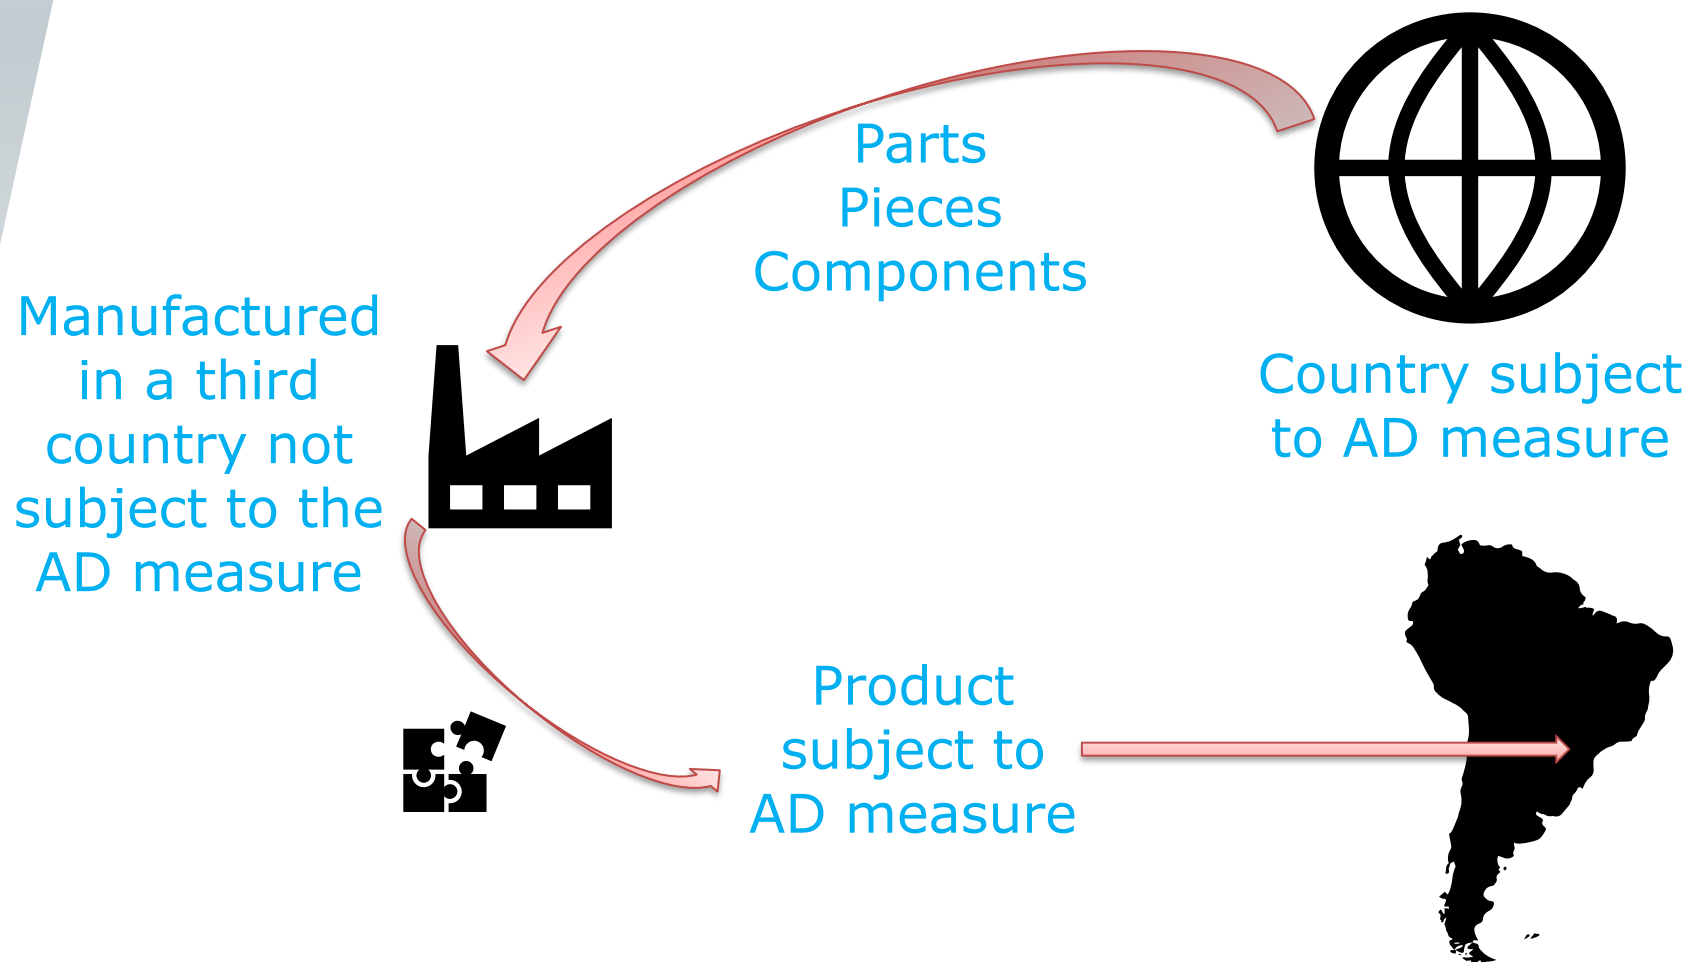 Parts
Pieces
Components
Country subject
to AD measure
Manufactured
in a third
country not
subject to the
AD measure
Product
subject to
AD measure